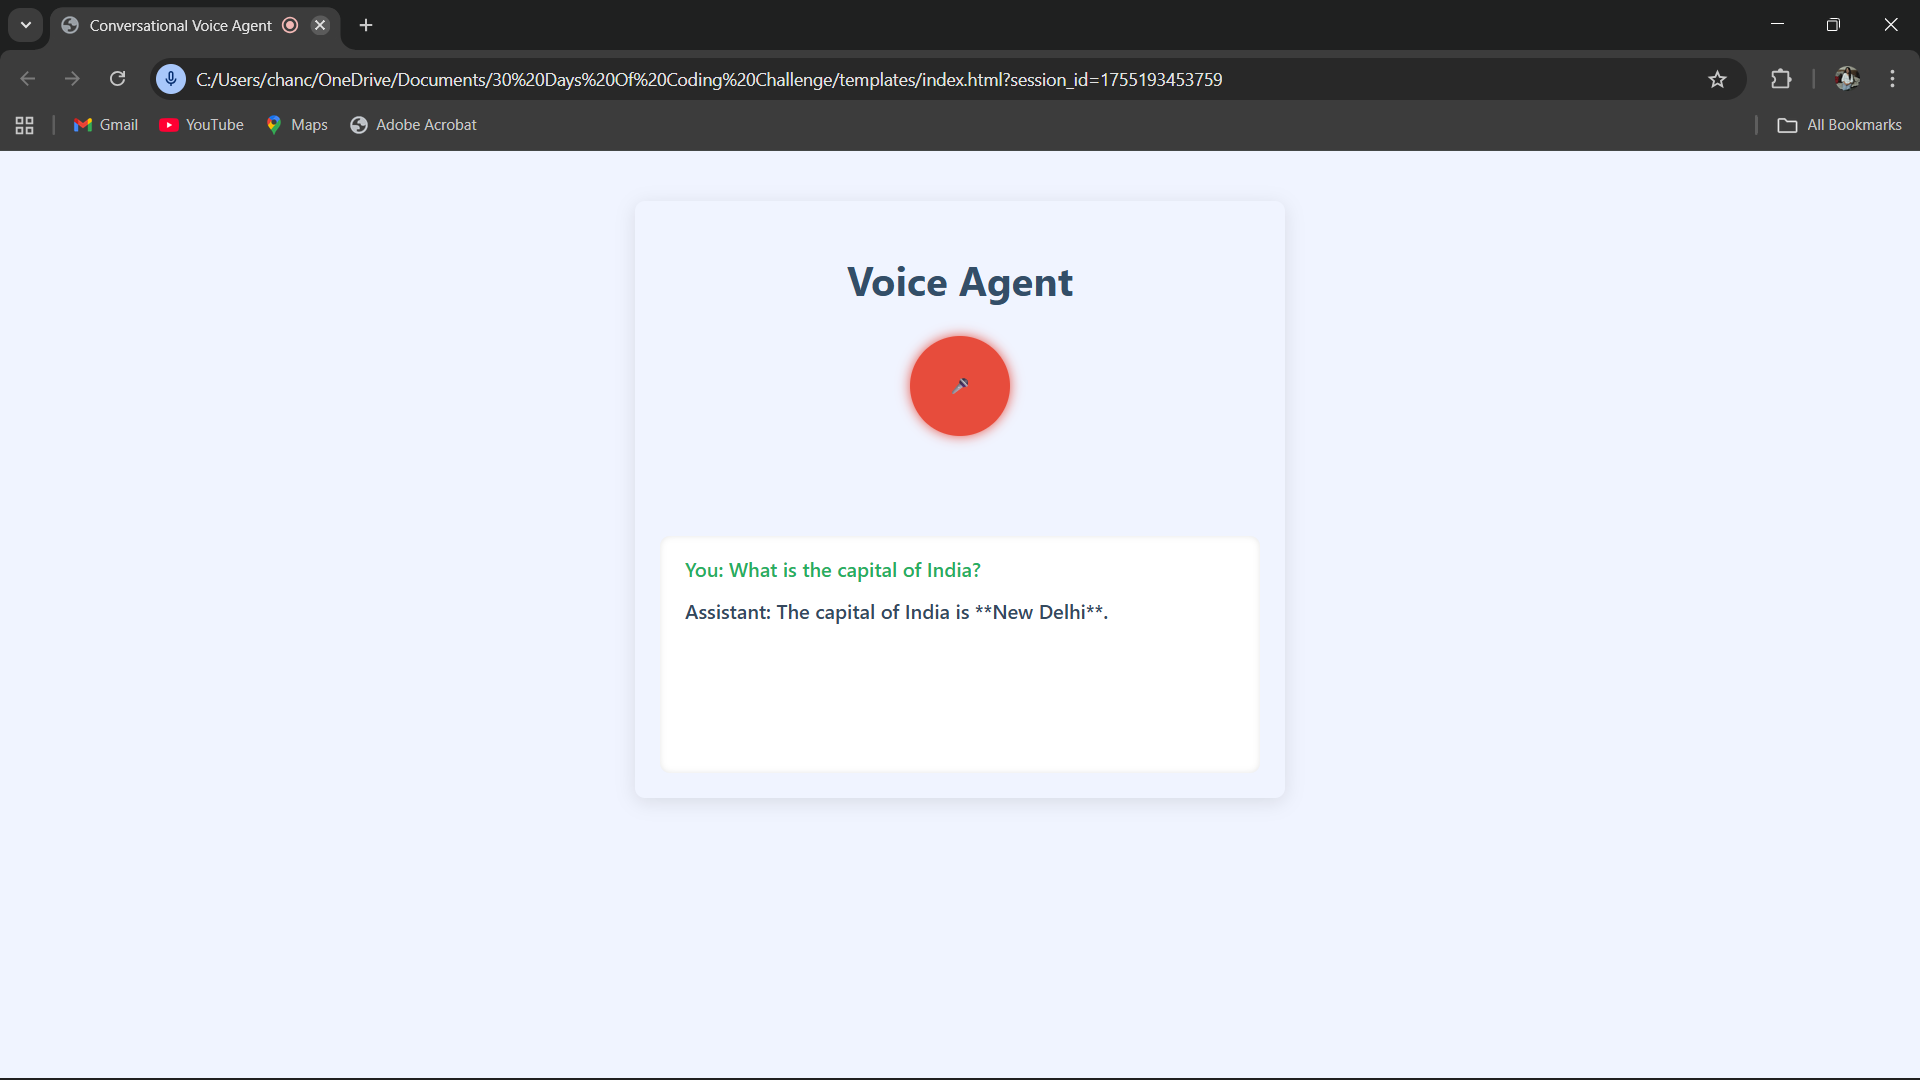 Conversational Voice Agent
C:/Users/chanc/OneDrive/Documents/30%20Days%20Of%20Coding%20Challenge/templates/index.html?session_id=1755193453759
Gmail
YouTube
Maps
Adobe Acrobat
All Bookmarks
Voice Agent
You: What is the capital of India?
Assistant: The capital of India is **New Delhi**.